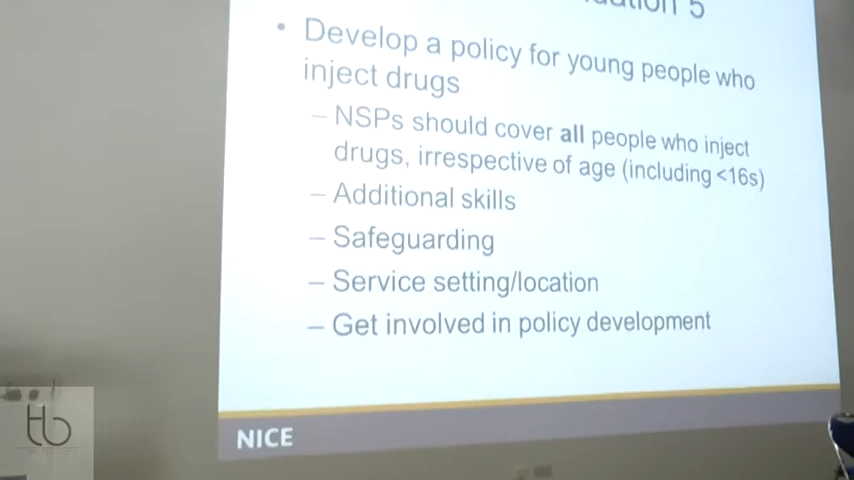 5
• Develop a policy for young people who
inject drugs
– NSPs should cover all people who inject
drugs, irrespective of age (including <16s)
– Additional skills
– Safeguarding
– Service setting/location
– Get involved in policy development
NICE
tb